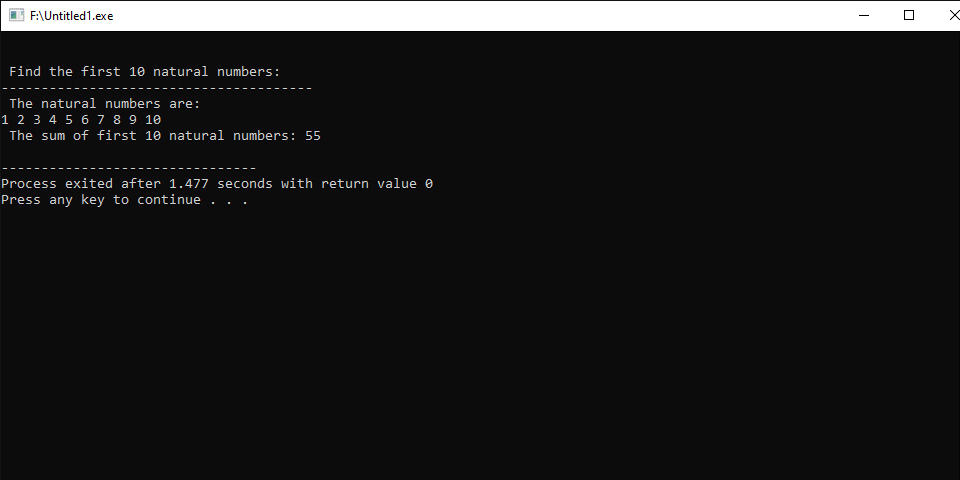 F:\Untitled1.exe
Find the first 10 natural numbers:
---------------------------------------
The natural numbers are:
1 2 3 4 5 6 7 8 9 10
The sum of first 10 natural numbers: 55
--------------------------------
Process exited after 1.477 seconds with return value 0
Press any key to continue . . .